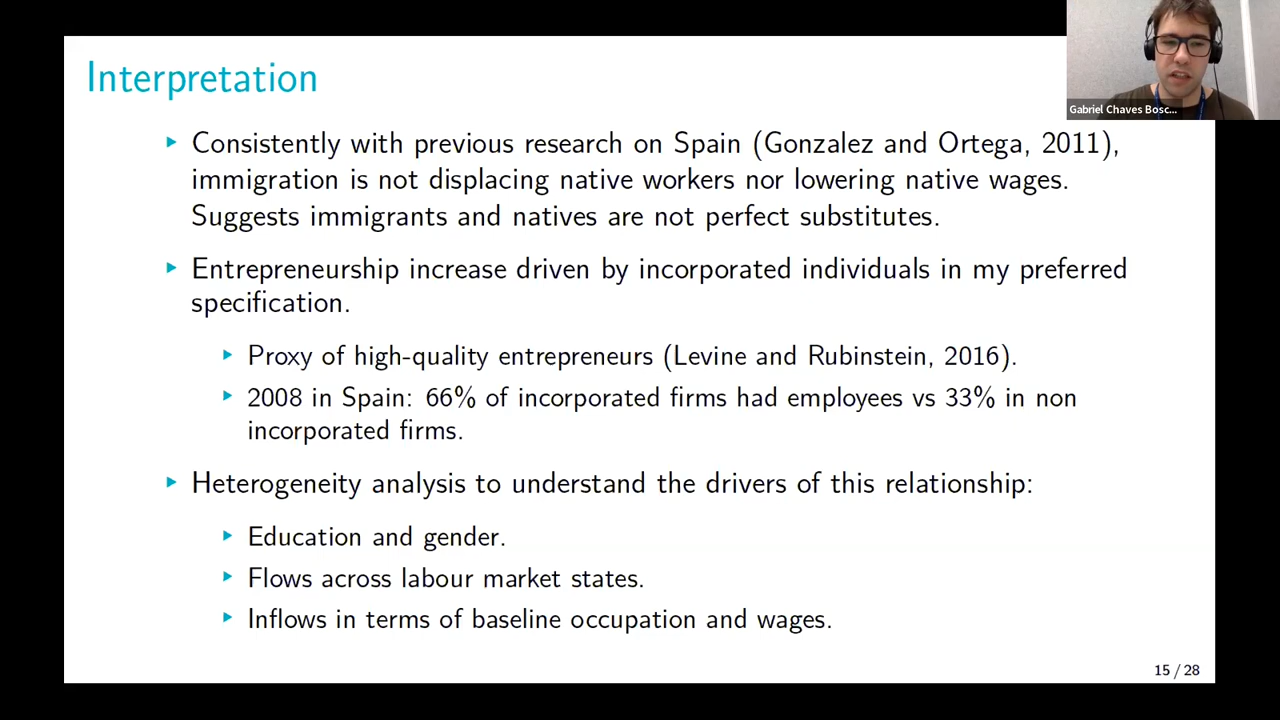 Interpretation
Gabriel Chaves Bosc...
Consistently with previous research on Spain (Gonzalez and Ortega, 2011),
immigration is not displacing native workers nor lowering native wages.
Suggests immigrants and natives are not perfect substitutes.
Entrepreneurship increase driven by incorporated individuals in my preferred
specification.
Proxy of high-quality entrepreneurs (Levine and Rubinstein, 2016).
2008 in Spain: 66% of incorporated firms had employees vs 33% in non
incorporated firms.
Heterogeneity analysis to understand the drivers of this relationship:
Education and gender.
Flows across labour market states.
Inflows in terms of baseline occupation and wages.
15 / 28